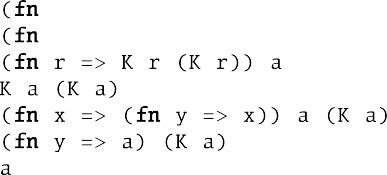 (fn
(fn
(fn r => K r (K r)) a
K a (K a)
(fn x => (fn y => x)) a (K a)
(fn y => a) (K a)
a